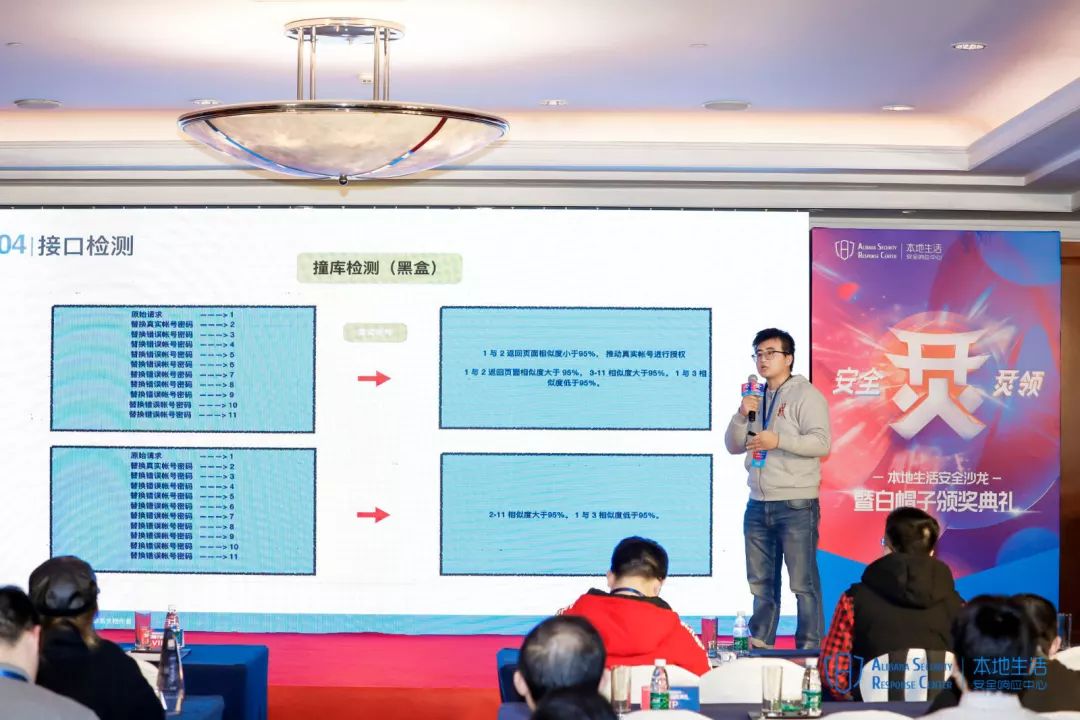 04|接口检测
撞库检测（黑盒）
原始请求 ----> 1
替换真实帐号密码 ----> 2
替换错误帐号密码 ----> 3
替换错误帐号密码 ----> 4
替换错误帐号密码 ----> 5
替换错误帐号密码 ----> 6
替换错误帐号密码 ----> 7
替换错误帐号密码 ----> 8
替换错误帐号密码 ----> 9
替换错误帐号密码 ----> 10
替换错误帐号密码 ----> 11
1 与 2 返回页面相似度小于95%， 推动真实帐号进行授权
1 与 2 返回页面相似度大于 95%， 3-11 相似度大于95%， 1 与 3 相
似度低于95%。
原始请求 ----> 1
替换真实帐号密码 ----> 2
替换错误帐号密码 ----> 3
替换错误帐号密码 ----> 4
替换错误帐号密码 ----> 5
替换错误帐号密码 ----> 6
替换错误帐号密码 ----> 7
替换错误帐号密码 ----> 8
替换错误帐号密码 ----> 9
替换错误帐号密码 ----> 10
替换错误帐号密码 ----> 11
2-11 相似度大于95%， 1 与 3 相似度低于95%。
ALIBABA SECURITY
RESPONSE CENTER
本地生活
安全响应中心
安全
觅领
—本地生活安全沙龙—
暨白帽子颁奖典礼
ALIBABA SECURITY
RESPONSE CENTER
本地生活
安全响应中心